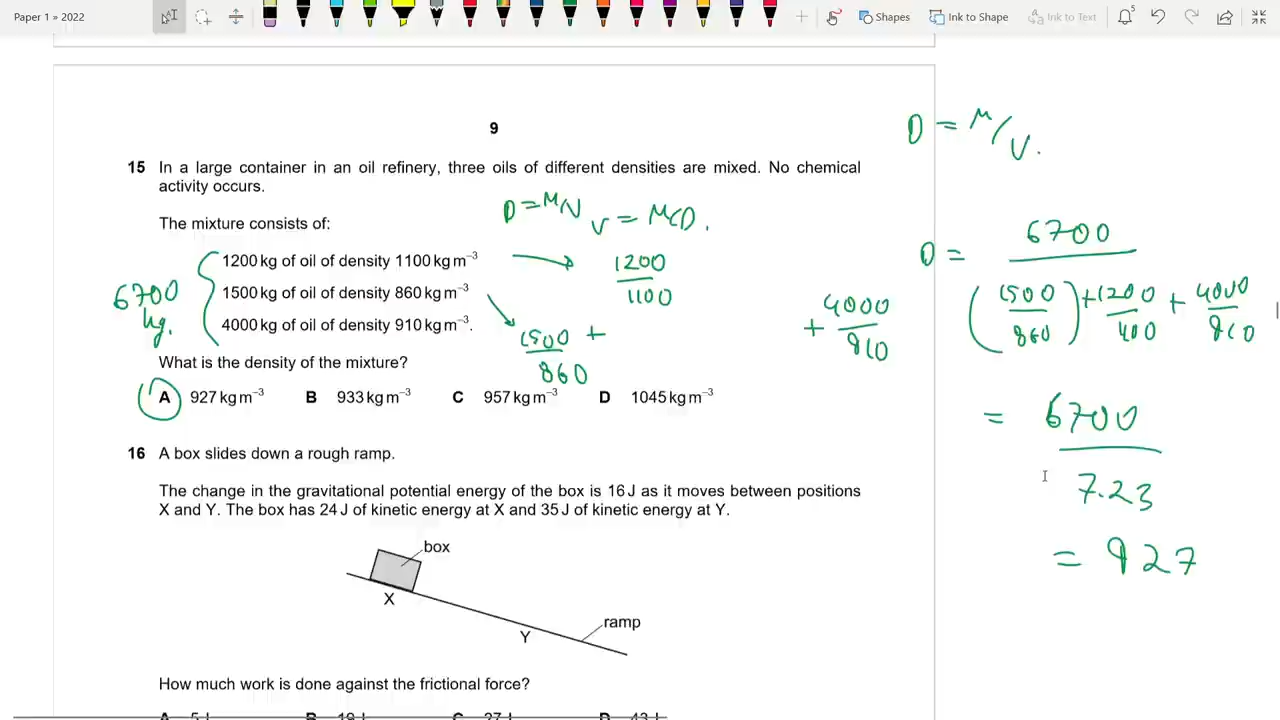 Paper 1 » 2022
Shapes
Ink to Shape
Ink to Text
5
9
15 In a large container in an oil refinery, three oils of different densities are mixed. No chemical
activity occurs.
The mixture consists of:
1200 kg of oil of density 1100 kg m⁻³
1500 kg of oil of density 860 kg m⁻³
4000 kg of oil of density 910 kg m⁻³.
What is the density of the mixture?
A 927 kg m⁻³ B 933 kg m⁻³ C 957 kg m⁻³ D 1045 kg m⁻³
6700
kg.
D = M/V V = M/D.
1200
1100
1500 +
860
+ 4000
910
D = M/V.
D = 6700
(1500/860) + 1200/1100 + 4000/910
= 6700
7.23
= 927
16 A box slides down a rough ramp.
The change in the gravitational potential energy of the box is 16 J as it moves between positions
X and Y. The box has 24 J of kinetic energy at X and 35 J of kinetic energy at Y.
box
X
ramp
Y
How much work is done against the frictional force?
A 5 J B 19 J C 27 J D 43 J